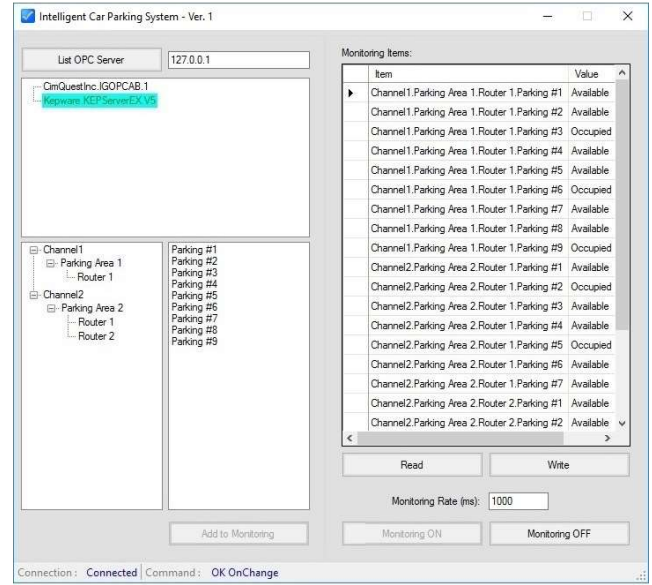 Intelligent Car Parking System - Ver. 1
List OPC Server
127.0.0.1
CimQuestInc.IGOPCAB.1
Kepware.KEPServerEX.V5
Channel1
Parking Area 1
Router 1
Channel2
Parking Area 2
Router 1
Router 2
Parking #1
Parking #2
Parking #3
Parking #4
Parking #5
Parking #6
Parking #7
Parking #8
Parking #9
Add to Monitoring
Monitoring Items:
Item Value
Channel1.Parking Area 1.Router 1.Parking #1 Available
Channel1.Parking Area 1.Router 1.Parking #2 Available
Channel1.Parking Area 1.Router 1.Parking #3 Occupied
Channel1.Parking Area 1.Router 1.Parking #4 Available
Channel1.Parking Area 1.Router 1.Parking #5 Available
Channel1.Parking Area 1.Router 1.Parking #6 Occupied
Channel1.Parking Area 1.Router 1.Parking #7 Available
Channel1.Parking Area 1.Router 1.Parking #8 Available
Channel1.Parking Area 1.Router 1.Parking #9 Occupied
Channel2.Parking Area 2.Router 1.Parking #1 Available
Channel2.Parking Area 2.Router 1.Parking #2 Occupied
Channel2.Parking Area 2.Router 1.Parking #3 Available
Channel2.Parking Area 2.Router 1.Parking #4 Available
Channel2.Parking Area 2.Router 1.Parking #5 Occupied
Channel2.Parking Area 2.Router 1.Parking #6 Available
Channel2.Parking Area 2.Router 1.Parking #7 Available
Channel2.Parking Area 2.Router 2.Parking #1 Available
Channel2.Parking Area 2.Router 2.Parking #2 Available
Read
Write
Monitoring Rate (ms): 1000
Monitoring ON
Monitoring OFF
Connection : Connected Command : OK OnChange